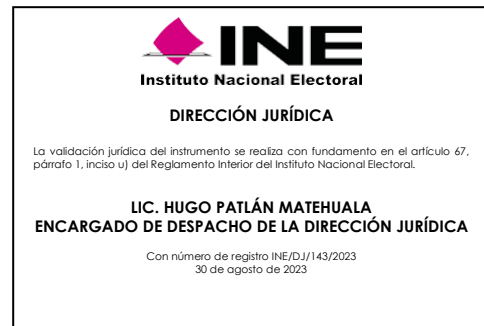 INE
Instituto Nacional Electoral
DIRECCIÓN JURÍDICA
La validación jurídica del instrumento se realiza con fundamento en el artículo 67,
párrafo 1, inciso u) del Reglamento Interior del Instituto Nacional Electoral.
LIC. HUGO PATLÁN MATEHUALA
ENCARGADO DE DESPACHO DE LA DIRECCIÓN JURÍDICA
Con número de registro INE/DJ/143/2023
30 de agosto de 2023